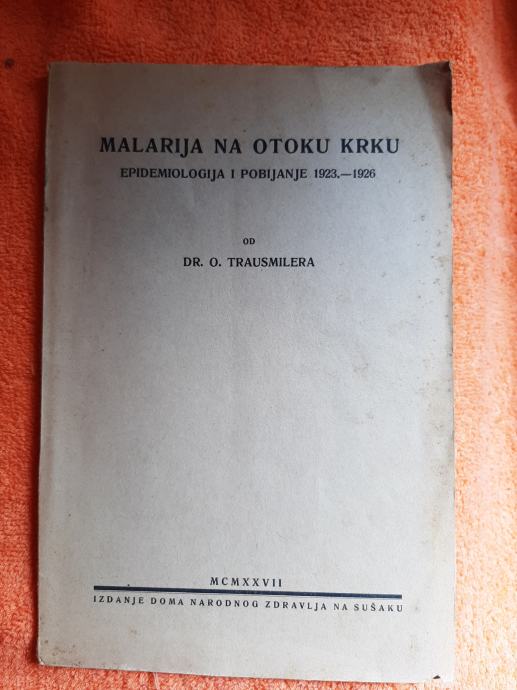 MALARIJA NA OTOKU KRKU
EPIDEMIOLOGIJA I POBIJANJE 1923.—1926
OD
DR. O. TRAUSMILERA
MCMXXVII
IZDANJE DOMA NARODNOG ZDRAVLJA NA SUŠAKU